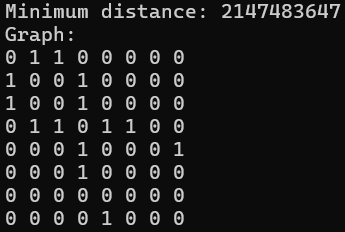 Minimum distance: 2147483647
Graph:
0 1 1 0 0 0 0 0
1 0 0 1 0 0 0 0
1 0 0 1 0 0 0 0
0 1 1 0 1 1 0 0
0 0 0 1 0 0 0 1
0 0 0 1 0 0 0 0
0 0 0 0 0 0 0 0
0 0 0 0 1 0 0 0